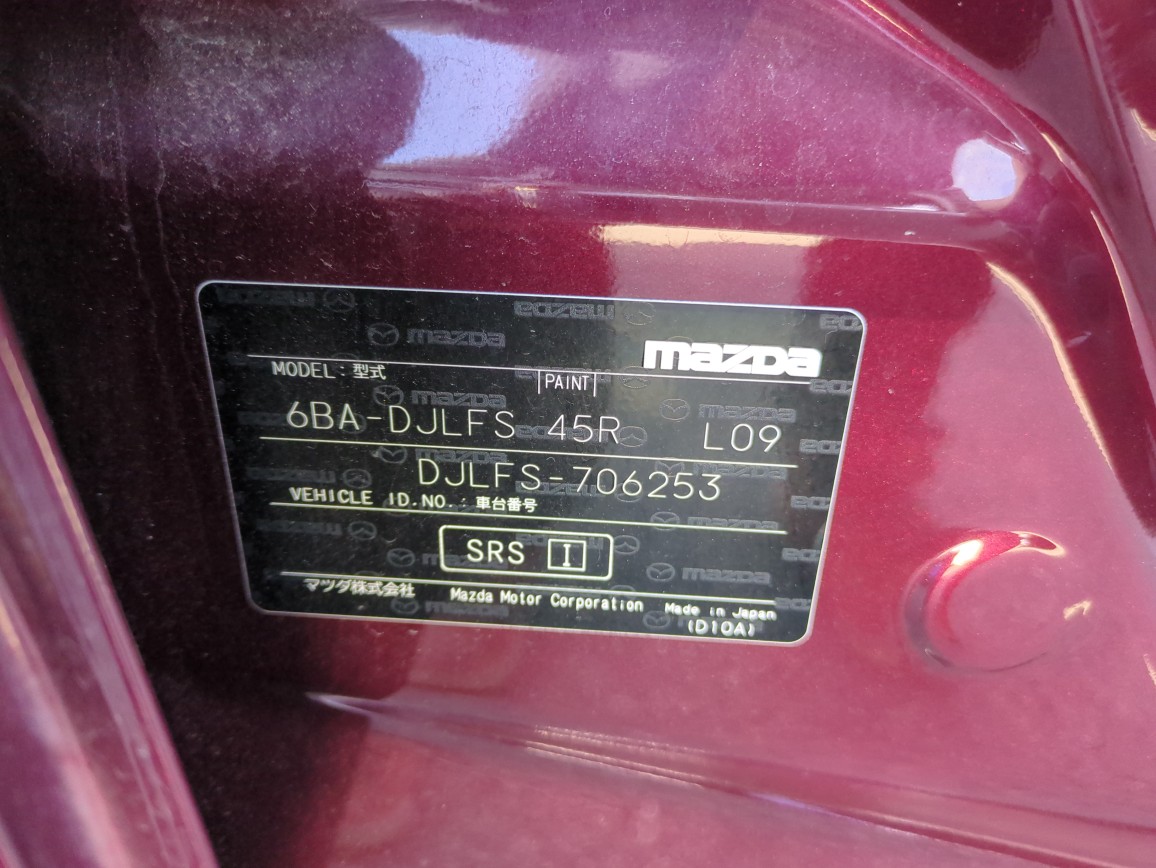 mazda
MODEL : 型式 PAINT
6BA-DJLFS 45R L09
DJLFS-706253
VEHICLE ID.NO. : 車台番号
SRS I
マツダ株式会社 Mazda Motor Corporation Made in Japan
(D10A)